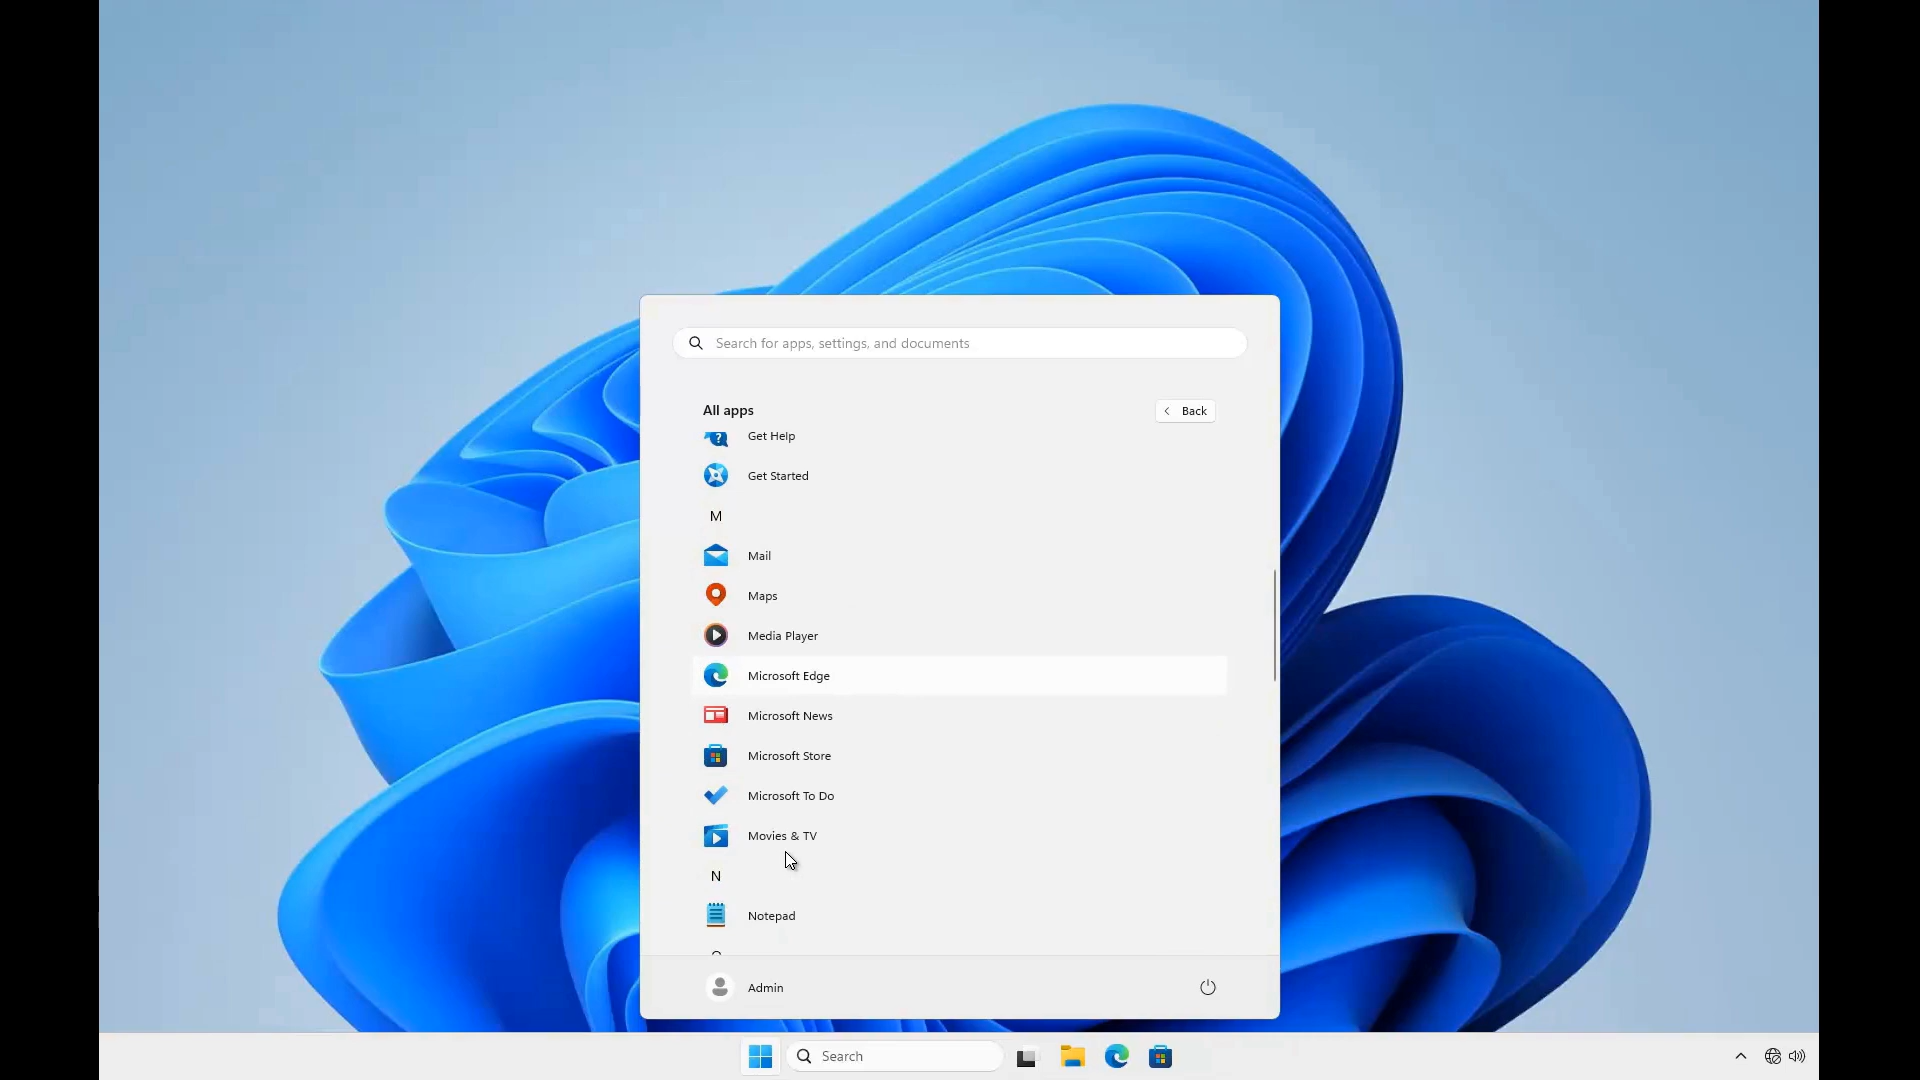 Search for apps, settings, and documents
All apps
Back
Get Help
Get Started
M
Mail
Maps
Media Player
Microsoft Edge
Microsoft News
Microsoft Store
Microsoft To Do
Movies & TV
N
Notepad
Admin
Search